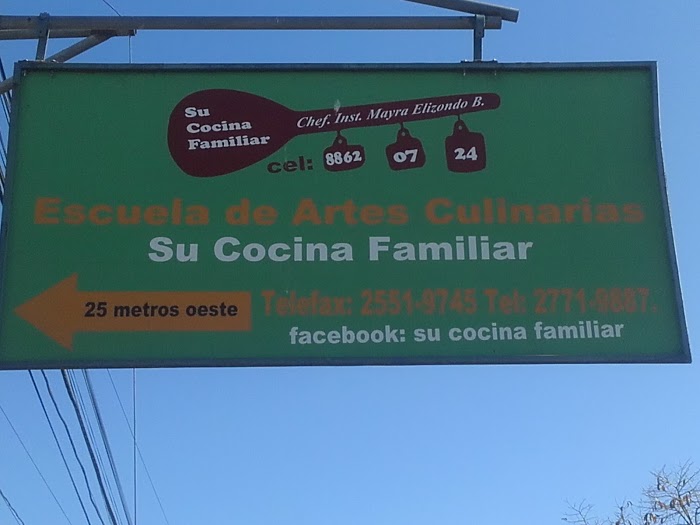 Su
Cocina
Familiar
Chef. Inst. Mayra Elizondo B.
cel: 8862 07 24
Escuela de Artes Culinarias
Su Cocina Familiar
25 metros oeste
Telefax: 2551-9745 Tel: 2771-9887.
facebook: su cocina familiar